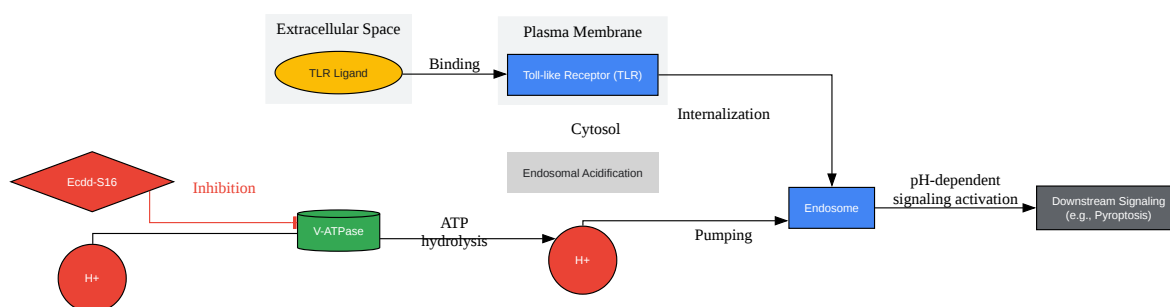 Extracellular Space
Plasma Membrane
TLR Ligand
Binding
Toll-like Receptor (TLR)
Internalization
Cytosol
Endosomal Acidification
Ecdd-S16
Inhibition
V-ATPase
ATP
hydrolysis
H+
H+
Pumping
Endosome
pH-dependent
signaling activation
Downstream Signaling
(e.g., Pyroptosis)